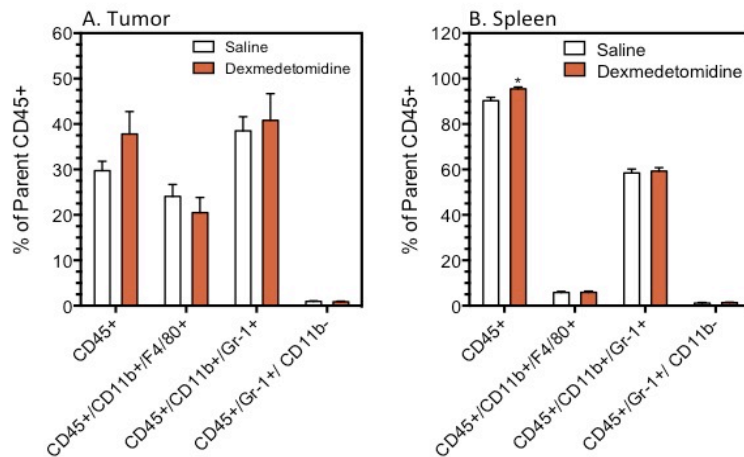 A. Tumor
60
50
40
30
20
10
0
% of Parent CD45+
Saline
Dexmedetomidine
CD45+
CD45+/CD11b+/F4/80+
CD45+/CD11b+/Gr-1+
CD45+/Gr-1+/ CD11b-
B. Spleen
120
100
80
60
40
20
0
% of Parent CD45+
Saline
Dexmedetomidine
*
CD45+
CD45+/CD11b+/F4/80+
CD45+/CD11b+/Gr-1+
CD45+/Gr-1+/ CD11b-